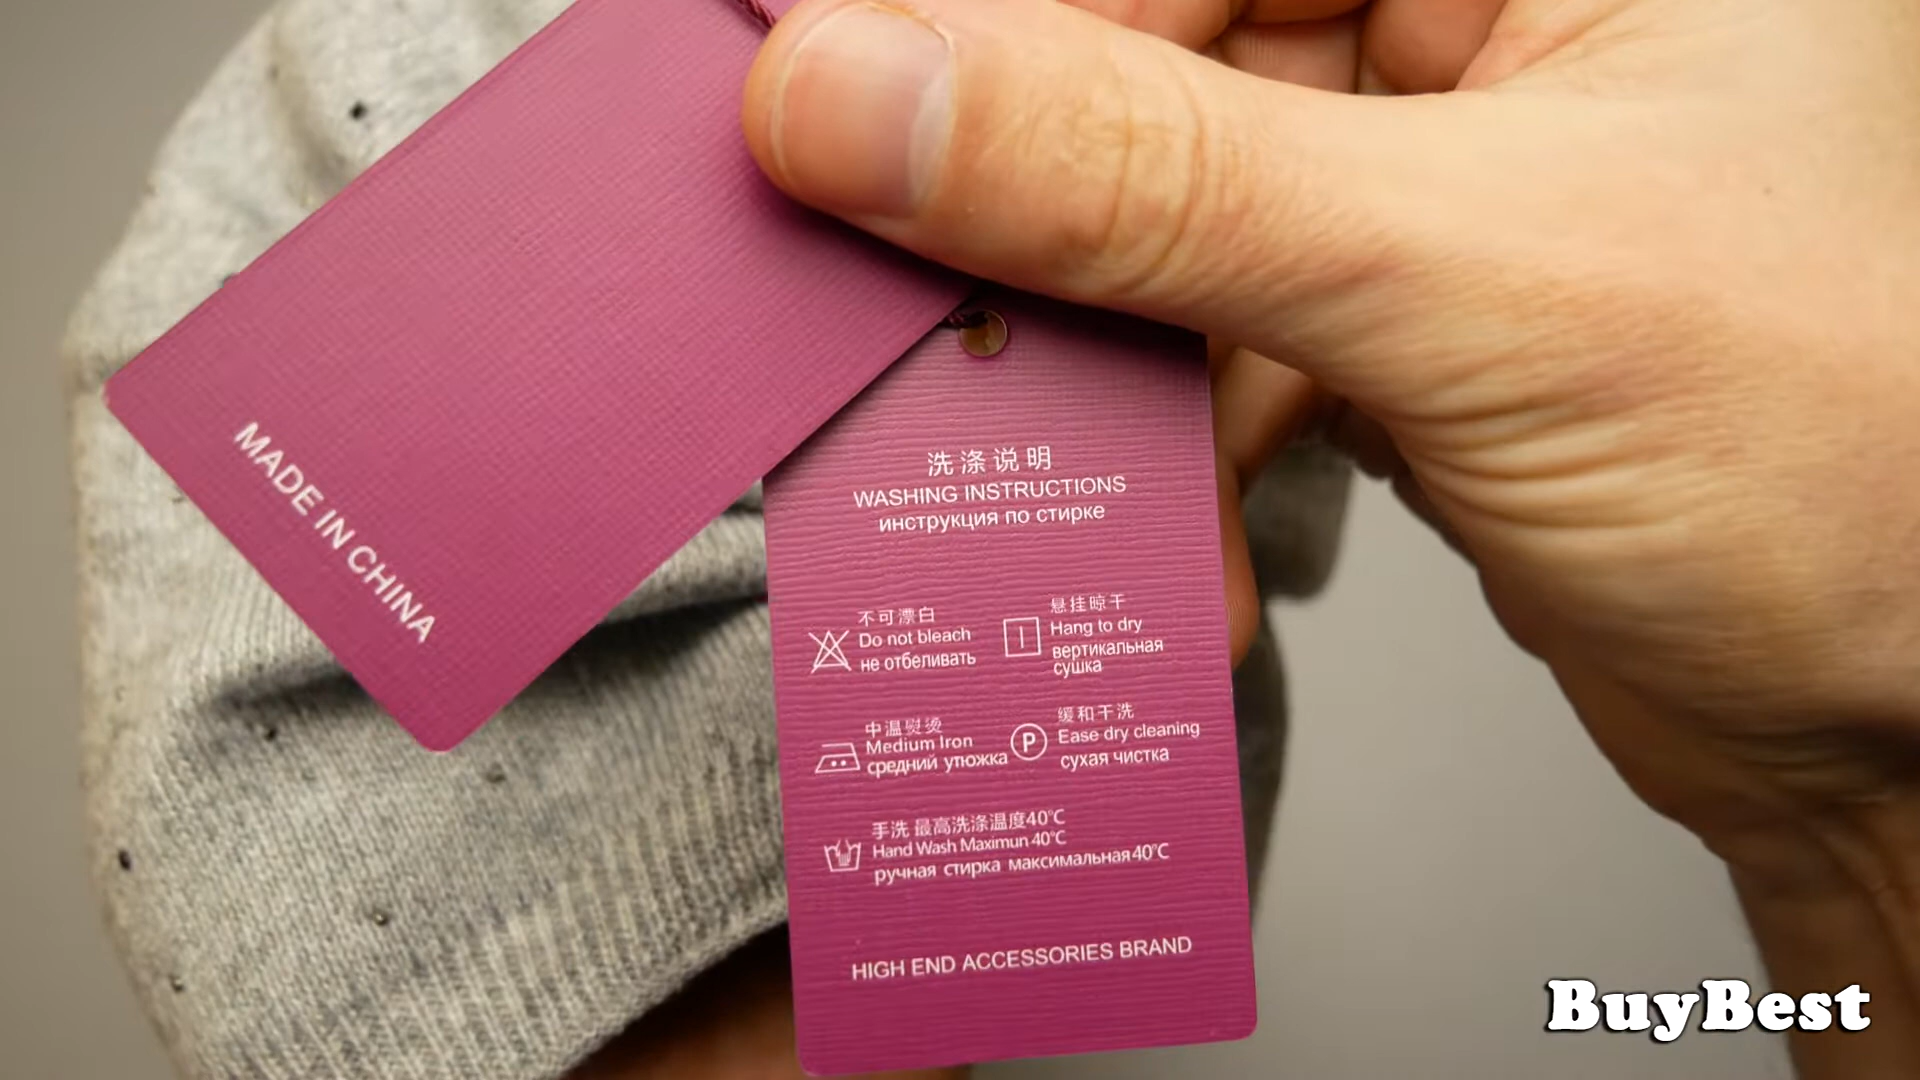 MADE IN CHINA
洗涤说明
WASHING INSTRUCTIONS
инструкция по стирке
不可漂白
Do not bleach
не отбеливать
悬挂晾干
Hang to dry
вертикальная
сушка
中温熨烫
Medium Iron
средний утюжка
缓和干洗
P
Ease dry cleaning
сухая чистка
手洗 最高洗涤温度40℃
Hand Wash Maximun 40℃
ручная стирка максимальная 40℃
HIGH END ACCESSORIES BRAND
BuyBest